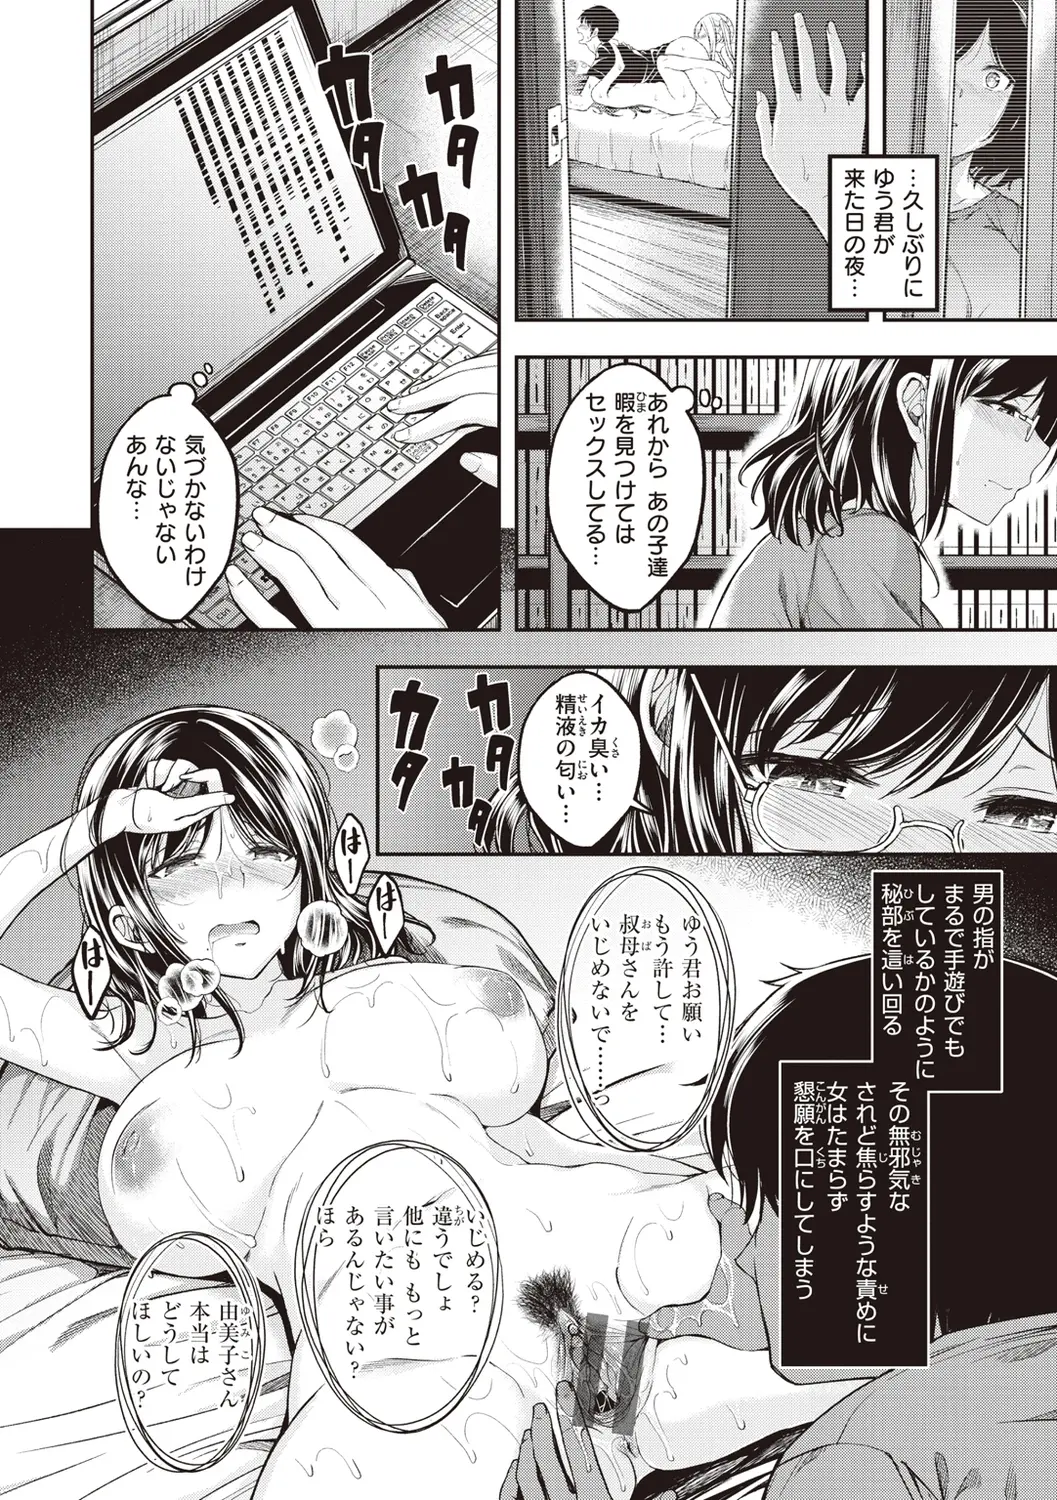 …久しぶりに
ゆう君が
来た日の夜…
あれから あの子達
暇を見つけては
セックスしてる…
カタ
カタ
気づかないわけ
ないじゃない
あんな…
イカ臭い…
精液の匂い…
カタ
カタ
男の指が
まるで手遊びでも
しているかのように
秘部を這い回る
その無邪気な
されど焦らすような責めに
女はたまらず
懇願を口にしてしまう
ゆう君お願い
もう許して…
叔母さんを
いじめないで……っ
はー
はー
はー
いじめる?
違うでしょ
他にも もっと
言いたい事が
あるんじゃない?
ほら
由美子さん
本当は
どうして
ほしいの?